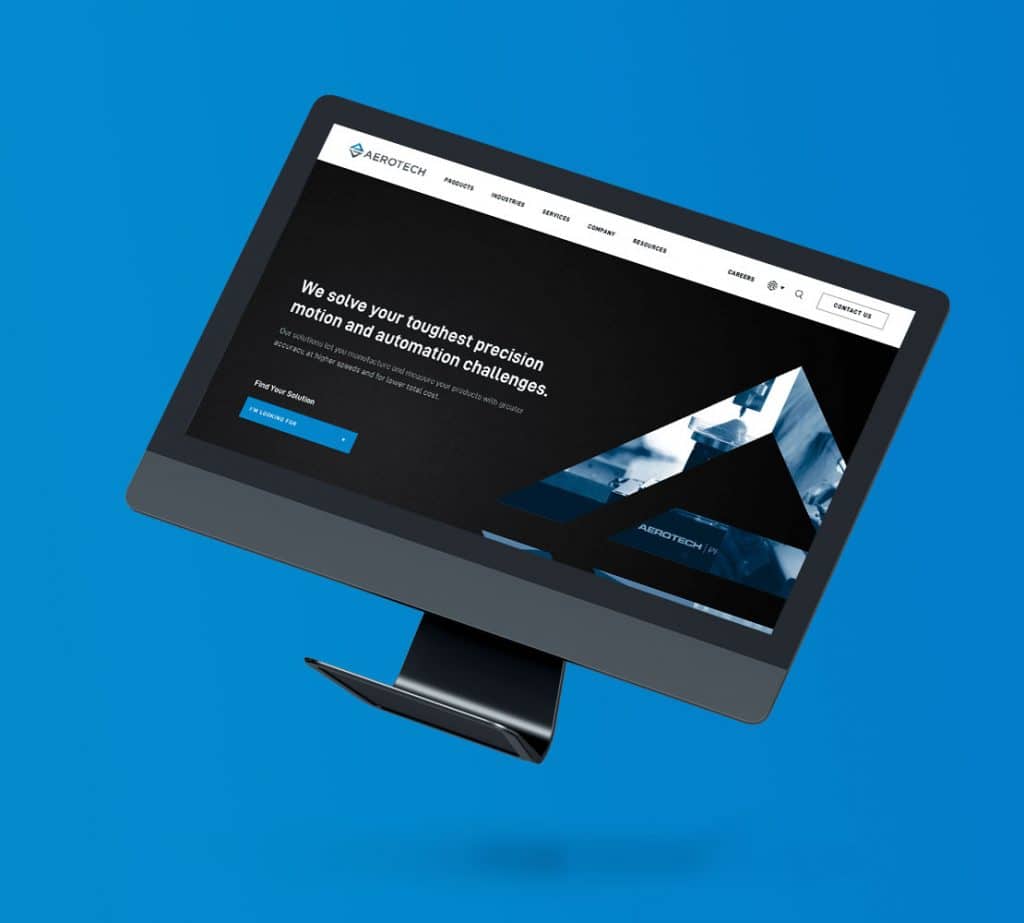 AEROTECH
PRODUCTS
INDUSTRIES
SERVICES
COMPANY
RESOURCES
CAREERS
CONTACT US
We solve your toughest precision
motion and automation challenges.
Our solutions let you manufacture and measure your products with greater
accuracy, at higher speeds and for lower total cost.
Find Your Solution
I'M LOOKING FOR
AEROTECH